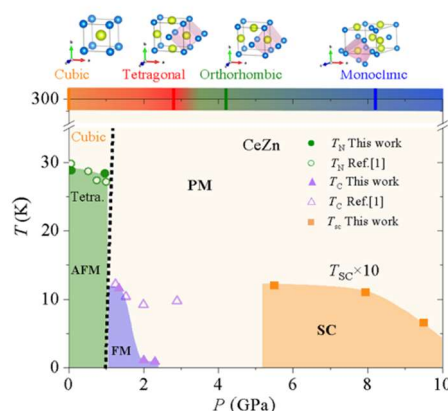 Cubic Tetragonal Orthorhombic Monoclinic
300
Cubic
CeZn
T_N This work
T_N Ref.[1]
T_C This work
T_C Ref.[1]
T_sc This work
30
Tetra.
PM
T(K)
20
AFM
T_SC×10
10
FM
SC
0
0 2 4 6 8 10
P (GPa)